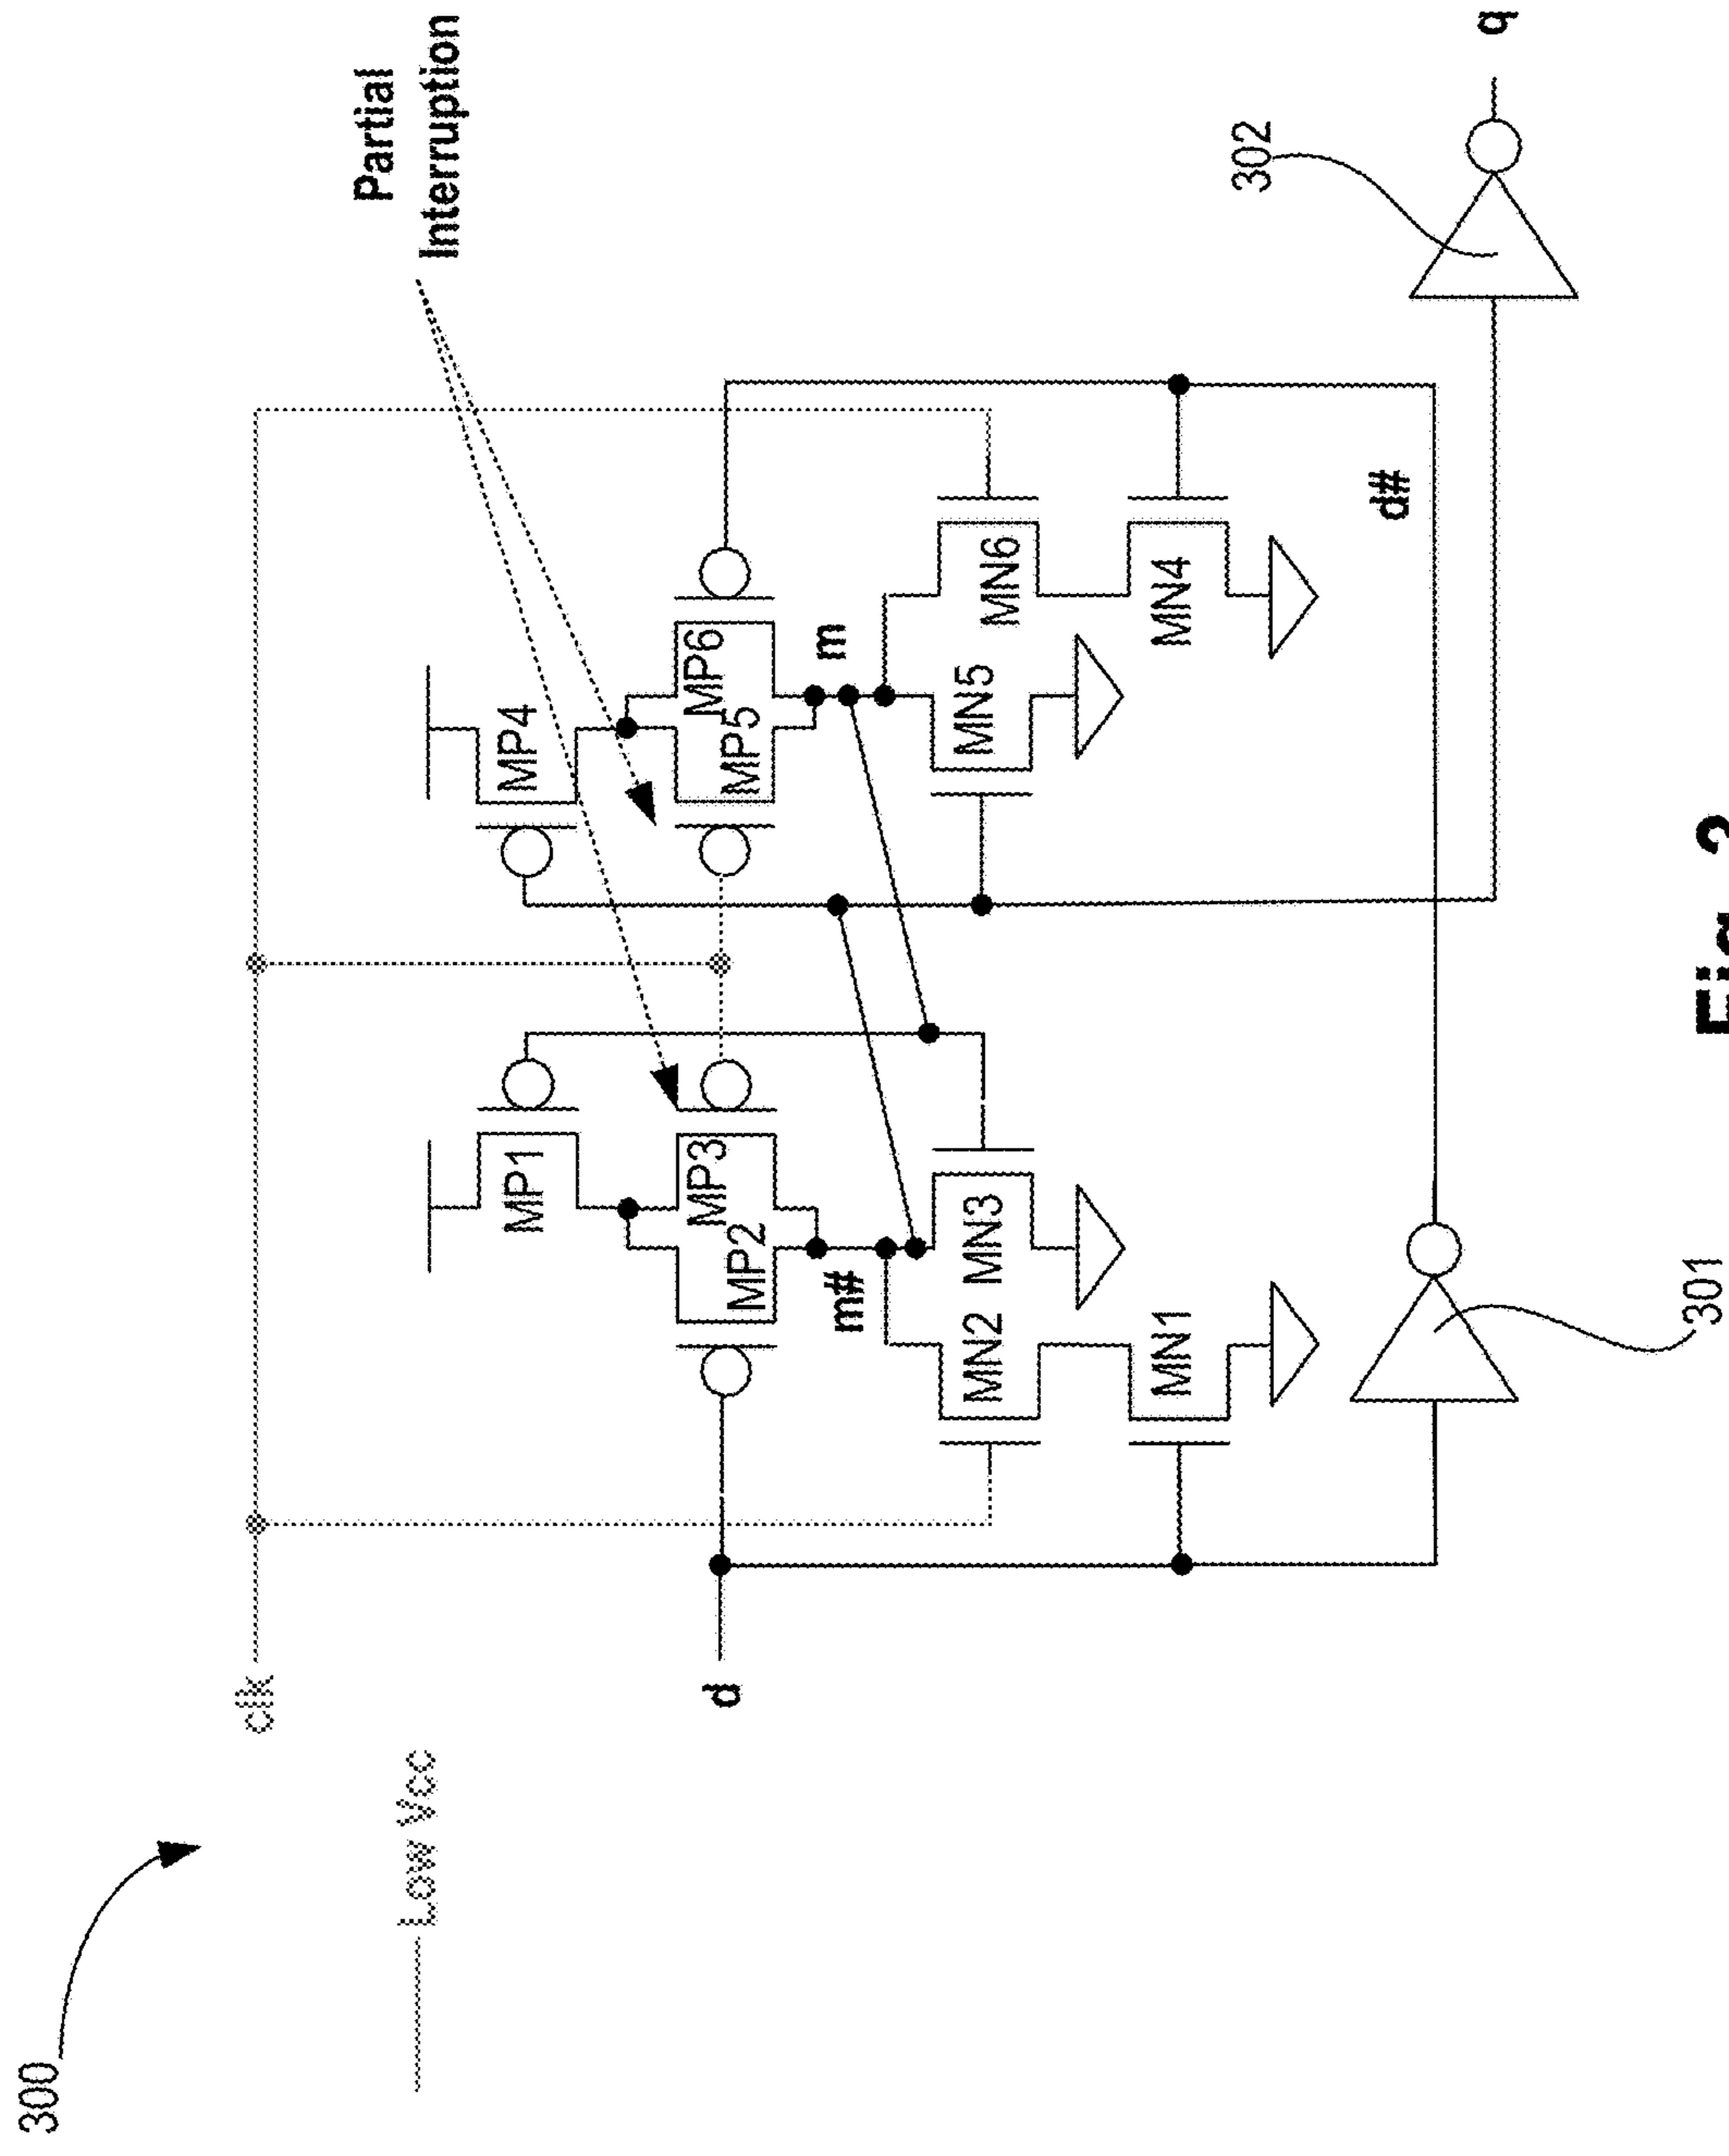 300
clk
Low Vcc
Partial
Interruption
MP1
MP4
d
MP2
MP3
MP5
MP6
m#
m
MN2
MN3
MN5
MN6
MN1
MN4
302
d#
q
301
Fig.